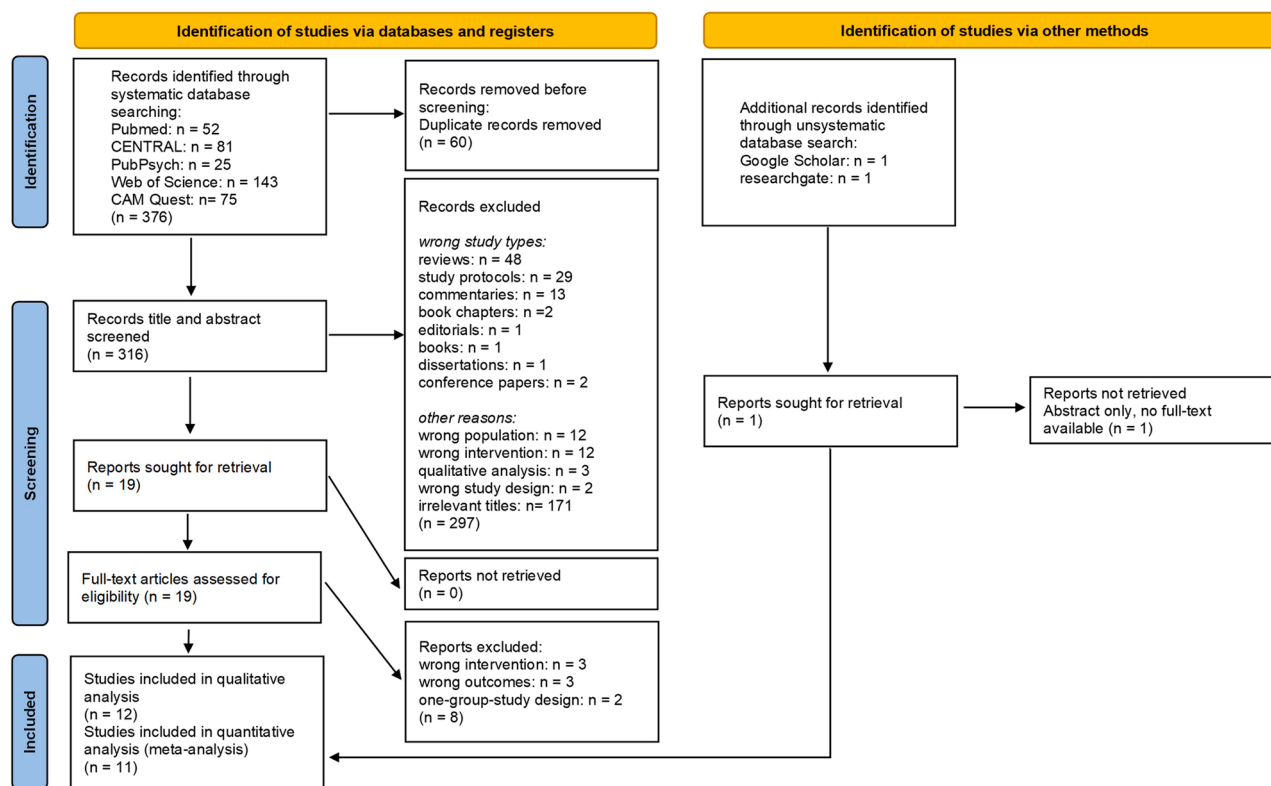 Identification of studies via databases and registers
Identification of studies via other methods
Identification
Records identified through
systematic database
searching:
Pubmed: n = 52
CENTRAL: n = 81
PubPsych: n = 25
Web of Science: n = 143
CAM Quest: n= 75
(n = 376)
Records removed before
screening:
Duplicate records removed
(n = 60)
Additional records identified
through unsystematic
database search:
Google Scholar: n = 1
researchgate: n = 1
Screening
Records title and abstract
screened
(n = 316)
Records excluded
wrong study types:
reviews: n = 48
study protocols: n = 29
commentaries: n = 13
book chapters: n =2
editorials: n = 1
books: n = 1
dissertations: n = 1
conference papers: n = 2
other reasons:
wrong population: n = 12
wrong intervention: n = 12
qualitative analysis: n = 3
wrong study design: n = 2
irrelevant titles: n= 171
(n = 297)
Reports sought for retrieval
(n = 1)
Reports not retrieved
Abstract only, no full-text
available (n = 1)
Reports sought for retrieval
(n = 19)
Reports not retrieved
(n = 0)
Full-text articles assessed for
eligibility (n = 19)
Reports excluded:
wrong intervention: n = 3
wrong outcomes: n = 3
one-group-study design: n = 2
(n = 8)
Included
Studies included in qualitative
analysis
(n = 12)
Studies included in quantitative
analysis (meta-analysis)
(n = 11)